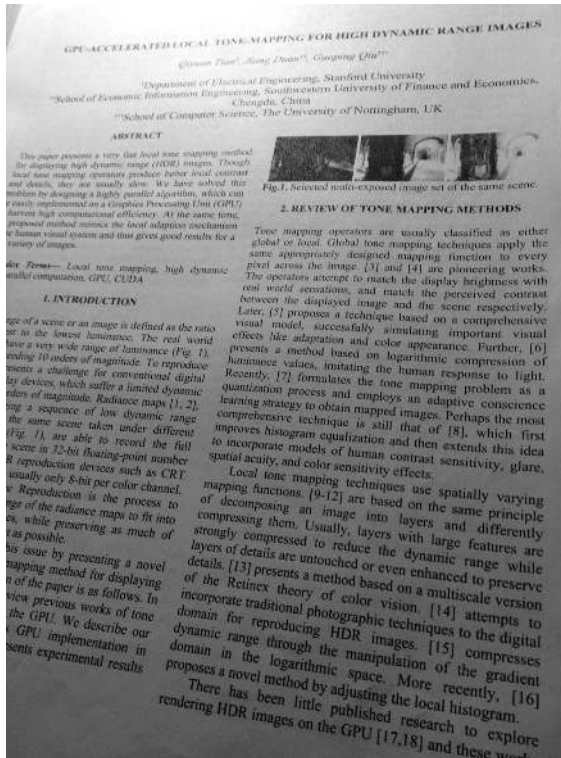 GPU-ACCELERATED LOCAL TONE-MAPPING FOR HIGH DYNAMIC RANGE IMAGES
Qiyuan Tian*, Jiang Duan**, Guoping Qiu***
*Department of Electrical Engineering, Stanford University
**School of Economic Information Engineering, Southwestern University of Finance and Economics,
Chengdu, China
***School of Computer Science, The University of Nottingham, UK
ABSTRACT
This paper presents a very fast local tone mapping method
for displaying high dynamic range (HDR) images. Though
local tone mapping operators produce better local contrast
and details, they are usually slow. We have solved this
problem by designing a highly parallel algorithm, which can
easily implemented on a Graphics Processing Unit (GPU)
harvest high computational efficiency. At the same time,
proposed method mimics the local adaptation mechanism
human visual system and thus gives good results for a
variety of images.
Terms— Local tone mapping, high dynamic
parallel computation, GPU, CUDA
1. INTRODUCTION
of a scene or an image is defined as the ratio
to the lowest luminance. The real world
have a very wide range of luminance (Fig. 1),
10 orders of magnitude. To reproduce
a challenge for conventional digital
devices, which suffer a limited dynamic
orders of magnitude. Radiance maps [1, 2],
a sequence of low dynamic range
the same scene taken under different
(Fig. 1), are able to record the full
scene in 32-bit floating-point number
reproduction devices such as CRT
usually only 8-bit per color channel.
Reproduction is the process to
of the radiance maps to fit into
while preserving as much of
as possible.
this issue by presenting a novel
mapping method for displaying
of the paper is as follows. In
previous works of tone
the GPU. We describe our
GPU implementation in
experimental results
Fig.1. Selected multi-exposed image set of the same scene.
2. REVIEW OF TONE MAPPING METHODS
Tone mapping operators are usually classified as either
global or local. Global tone mapping techniques apply the
same appropriately designed mapping function to every
pixel across the image. [3] and [4] are pioneering works.
The operators attempt to match the display brightness with
real world sensations, and match the perceived contrast
between the displayed image and the scene respectively.
Later, [5] proposes a technique based on a comprehensive
visual model, successfully simulating important visual
effects like adaptation and color appearance. Further, [6]
presents a method based on logarithmic compression of
luminance values, imitating the human response to light.
Recently, [7] formulates the tone mapping problem as a
quantization process and employs an adaptive conscience
learning strategy to obtain mapped images. Perhaps the most
comprehensive technique is still that of [8], which first
improves histogram equalization and then extends this idea
to incorporate models of human contrast sensitivity, glare,
spatial acuity, and color sensitivity effects.
Local tone mapping techniques use spatially varying
mapping functions. [9-12] are based on the same principle
of decomposing an image into layers and differently
compressing them. Usually, layers with large features are
strongly compressed to reduce the dynamic range while
layers of details are untouched or even enhanced to preserve
details. [13] presents a method based on a multiscale version
of the Retinex theory of color vision. [14] attempts to
incorporate traditional photographic techniques to the digital
domain for reproducing HDR images. [15] compresses
dynamic range through the manipulation of the gradient
domain in the logarithmic space. More recently, [16]
proposes a novel method by adjusting the local histogram.
There has been little published research to explore
rendering HDR images on the GPU [17,18] and these